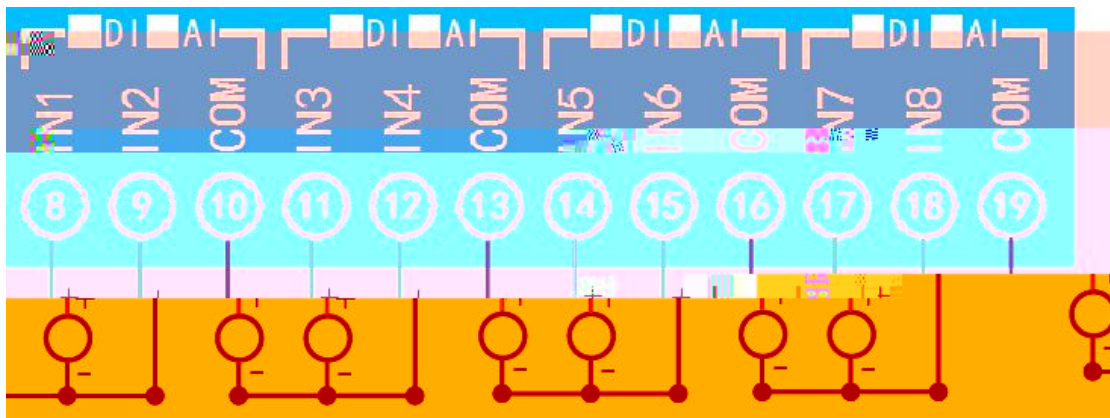 DI AI DI AI DI AI DI AI
IN1 IN2 COM IN3 IN4 COM IN5 IN6 COM IN7 IN8 COM
8 9 10 11 12 13 14 15 16 17 18 19